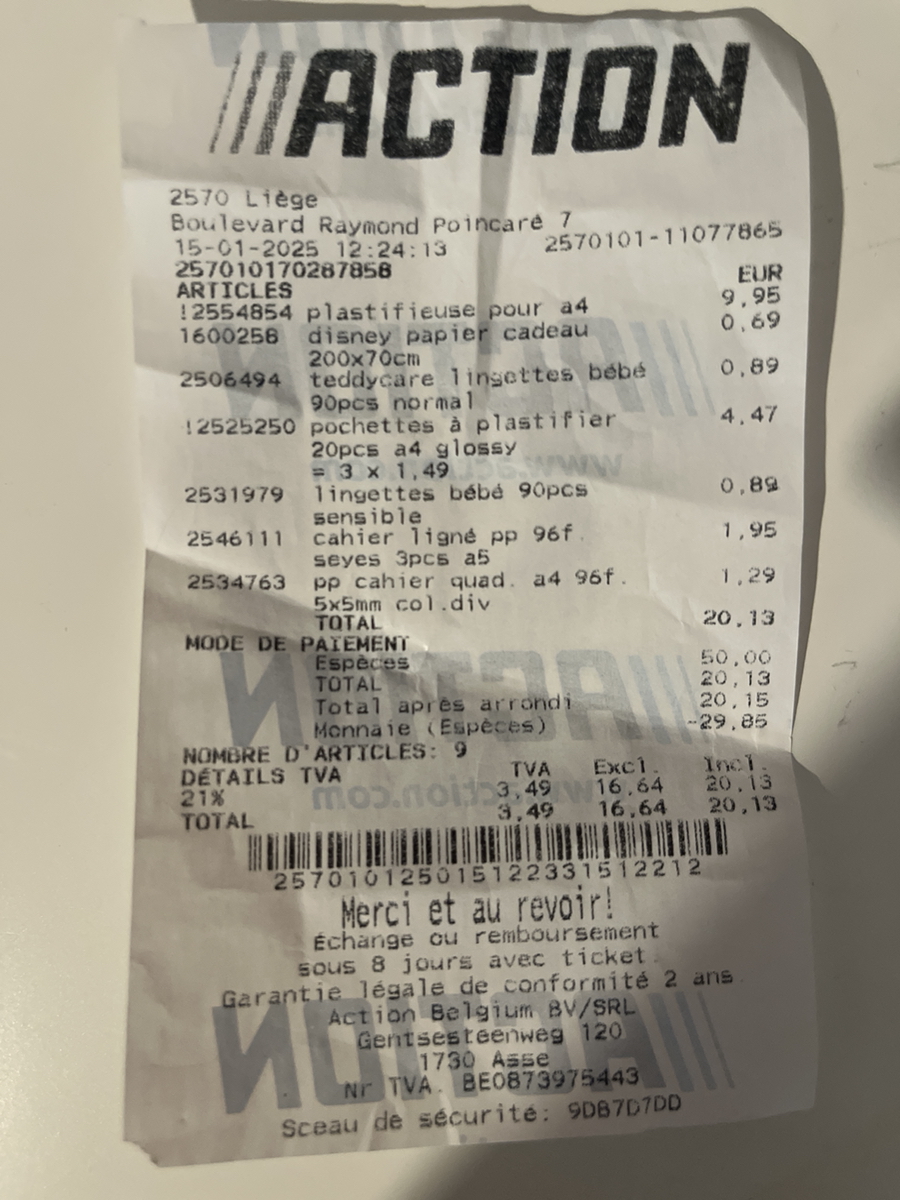 ACTION
2570 Liège
Boulevard Raymond Poincaré 7
15-01-2025 12:24:13 2570101-11077865
257010170287858
EUR
ARTICLES
!2554854 plastifieuse pour a4 9,95
1600258 disney papier cadeau 0,69
200x70cm
2506494 teddycare lingettes bébé 0,89
90pcs normal
!2525250 pochettes à plastifier 4,47
20pcs a4 glossy
= 3 x 1,49
2531979 lingettes bébé 90pcs 0,89
sensible
2546111 cahier ligné pp 96f. 1,95
seyes 3pcs a5
2534763 pp cahier quad. a4 96f. 1,29
5x5mm col.div
TOTAL 20,13
MODE DE PAIEMENT
Espèces 50,00
TOTAL 20,13
Total après arrondi 20,15
Monnaie (Espèces) -29,85
NOMBRE D'ARTICLES: 9
DÉTAILS TVA TVA Excl. Incl.
21% 3,49 16,64 20,13
TOTAL 3,49 16,64 20,13
257010125015122331512212
Merci et au revoir!
Échange ou remboursement
sous 8 jours avec ticket.
Garantie légale de conformité 2 ans.
Action Belgium BV/SRL
Gentsesteenweg 120
1730 Asse
Nr TVA. BE0873975443
Sceau de sécurité: 9DB7D7DD